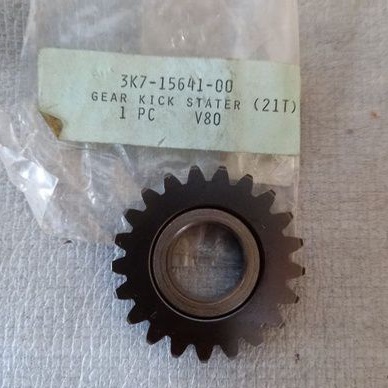 3K7-15641-00
GEAR KICK STATER (21T)
1 PC V80